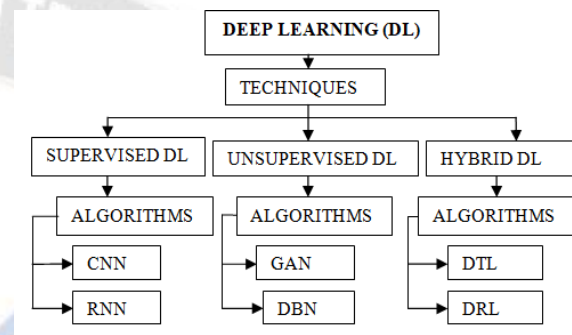 DEEP LEARNING (DL)
TECHNIQUES
SUPERVISED DL
UNSUPERVISED DL
HYBRID DL
ALGORITHMS
ALGORITHMS
ALGORITHMS
CNN
GAN
DTL
RNN
DBN
DRL